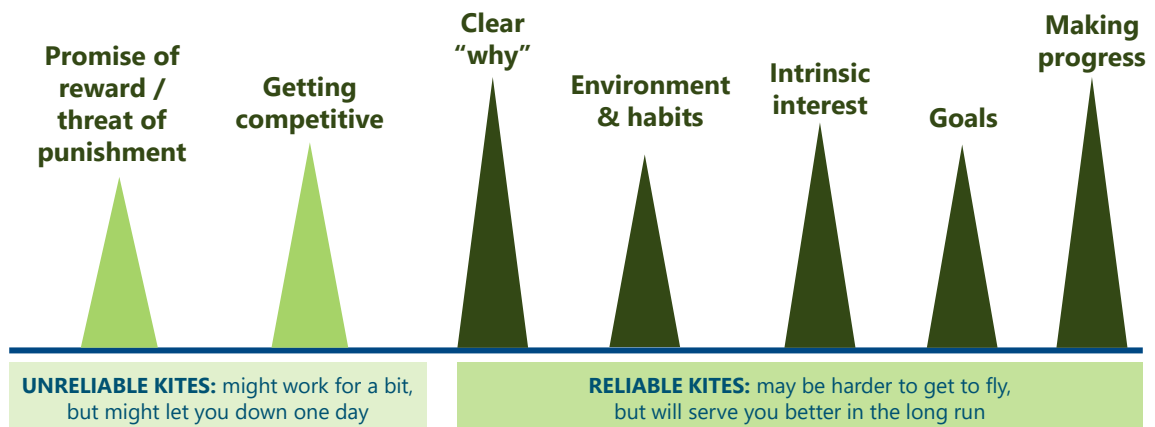 Promise of
reward /
threat of
punishment
Getting
competitive
Clear
“why”
Environment
& habits
Intrinsic
interest
Goals
Making
progress
UNRELIABLE KITES: might work for a bit,
but might let you down one day
RELIABLE KITES: may be harder to get to fly,
but will serve you better in the long run